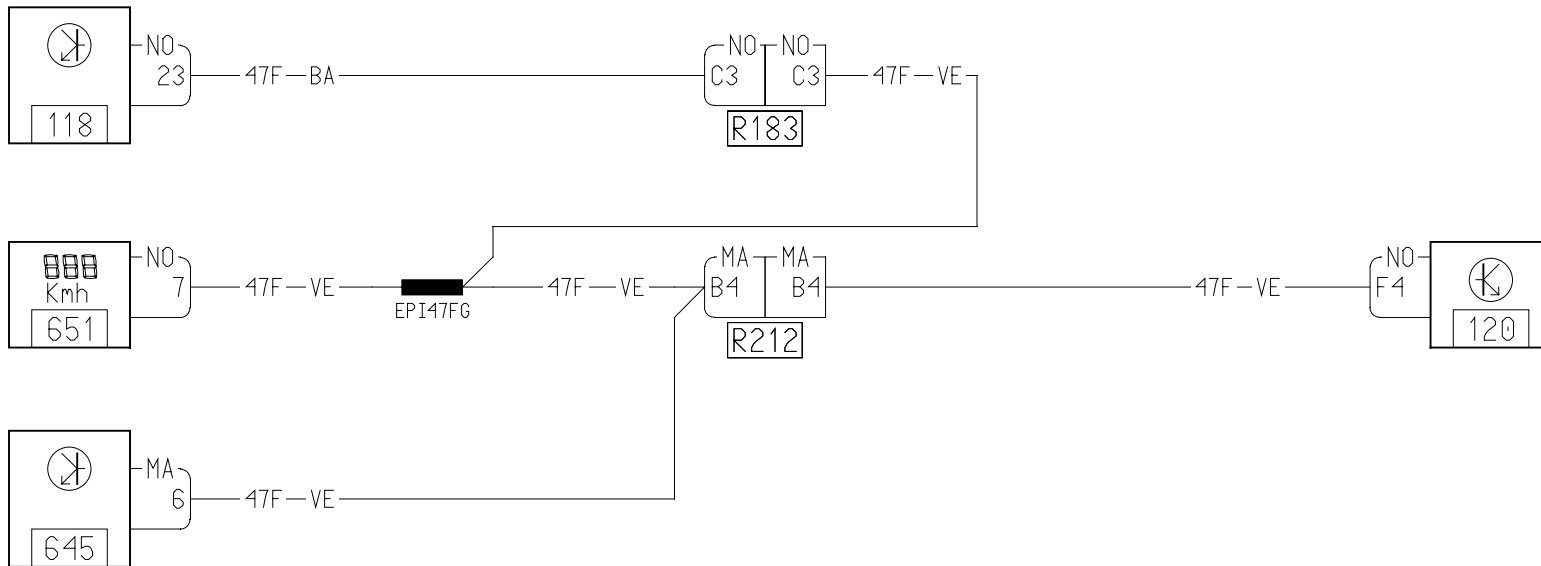 NO
23
47F BA
NO NO
C3 C3
47F VE
118
R183
888
Kmh
NO
7
47F VE
EPI47FG
47F VE
MA MA
B4 B4
47F VE
NO
F4
651
R212
120
MA
6
47F VE
645